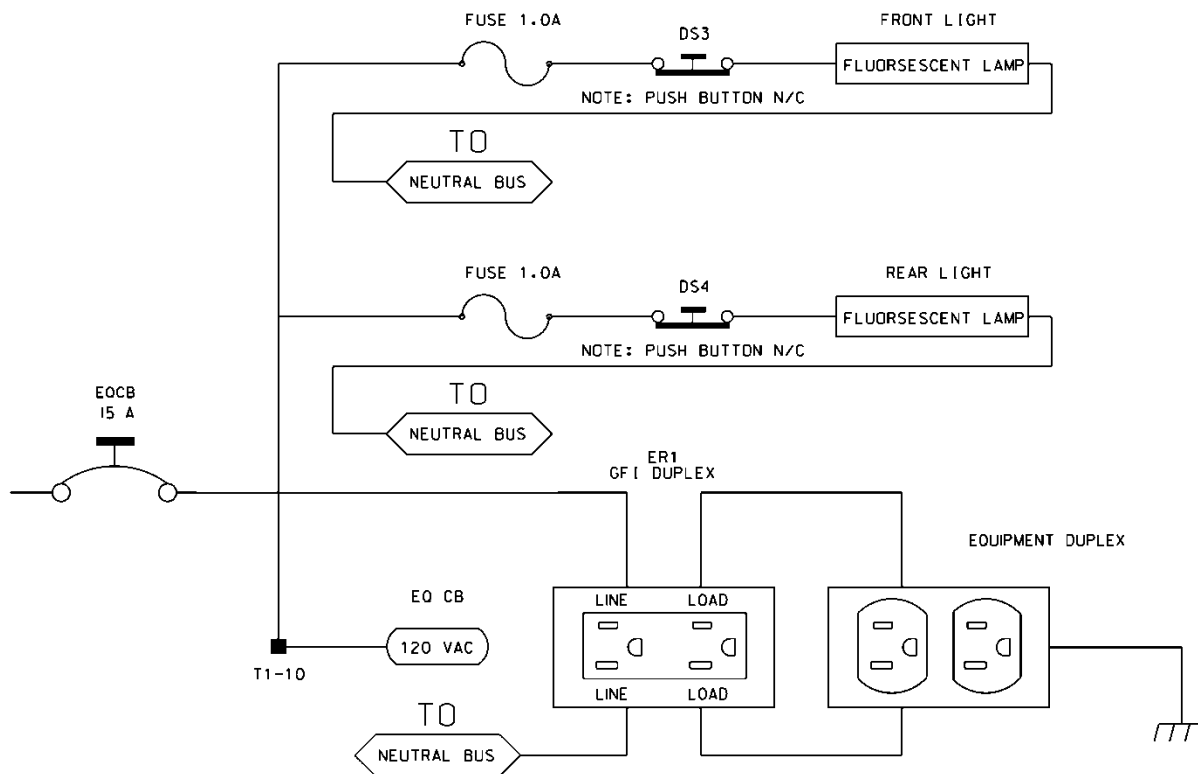 FUSE 1.0A
DS3
FRONT LIGHT
FLUORSESCENT LAMP
NOTE: PUSH BUTTON N/C
TO
NEUTRAL BUS
FUSE 1.0A
DS4
REAR LIGHT
FLUORSESCENT LAMP
NOTE: PUSH BUTTON N/C
TO
NEUTRAL BUS
EQCB
15 A
ER1
GFI DUPLEX
EQUIPMENT DUPLEX
EQ CB
120 VAC
T1-10
LINE
LOAD
LINE
LOAD
TO
NEUTRAL BUS